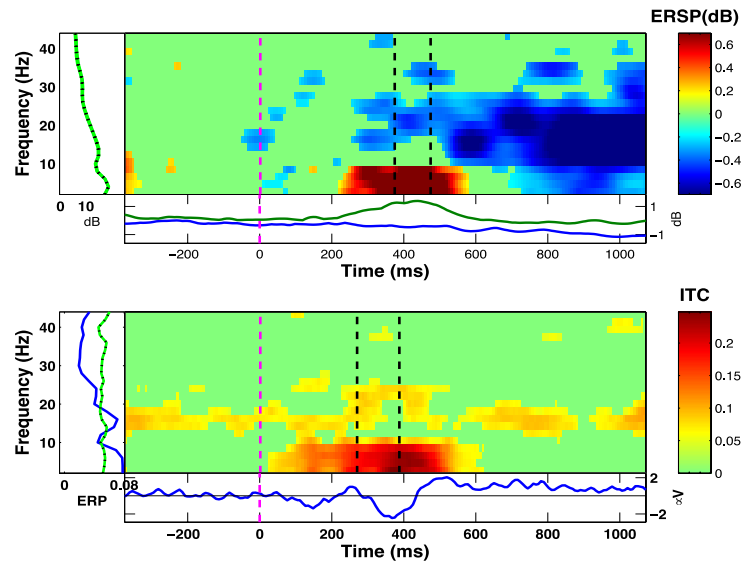 ERSP(dB)
Frequency (Hz)
40
30
20
10
0 10
dB
0.6
0.4
0.2
0
−0.2
−0.4
−0.6
1
−1
dB
−200 0 200 400 600 800 1000
Time (ms)
ITC
Frequency (Hz)
40
30
20
10
0 0.08
ERP
0.2
0.15
0.1
0.05
0
2
−2
∝V
−200 0 200 400 600 800 1000
Time (ms)